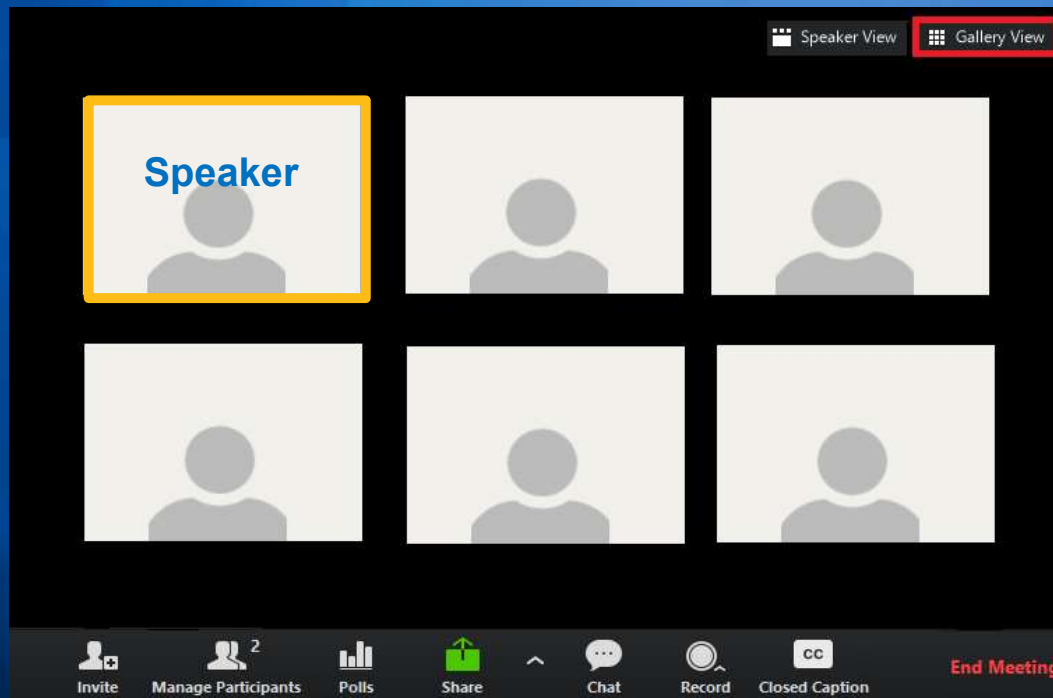 Speaker View Gallery View
Speaker
2
Invite Manage Participants Polls Share Chat Record CC Closed Caption End Meeting